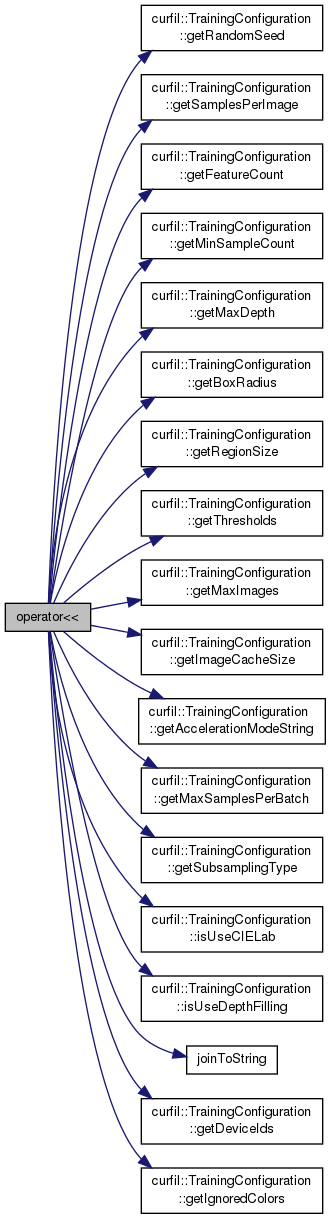 curfil::TrainingConfiguration
::getRandomSeed
curfil::TrainingConfiguration
::getSamplesPerImage
curfil::TrainingConfiguration
::getFeatureCount
curfil::TrainingConfiguration
::getMinSampleCount
curfil::TrainingConfiguration
::getMaxDepth
curfil::TrainingConfiguration
::getBoxRadius
curfil::TrainingConfiguration
::getRegionSize
curfil::TrainingConfiguration
::getThresholds
curfil::TrainingConfiguration
::getMaxImages
operator<<
curfil::TrainingConfiguration
::getImageCacheSize
curfil::TrainingConfiguration
::getAccelerationModeString
curfil::TrainingConfiguration
::getMaxSamplesPerBatch
curfil::TrainingConfiguration
::getSubsamplingType
curfil::TrainingConfiguration
::isUseCIELab
curfil::TrainingConfiguration
::isUseDepthFilling
joinToString
curfil::TrainingConfiguration
::getDeviceIds
curfil::TrainingConfiguration
::getIgnoredColors